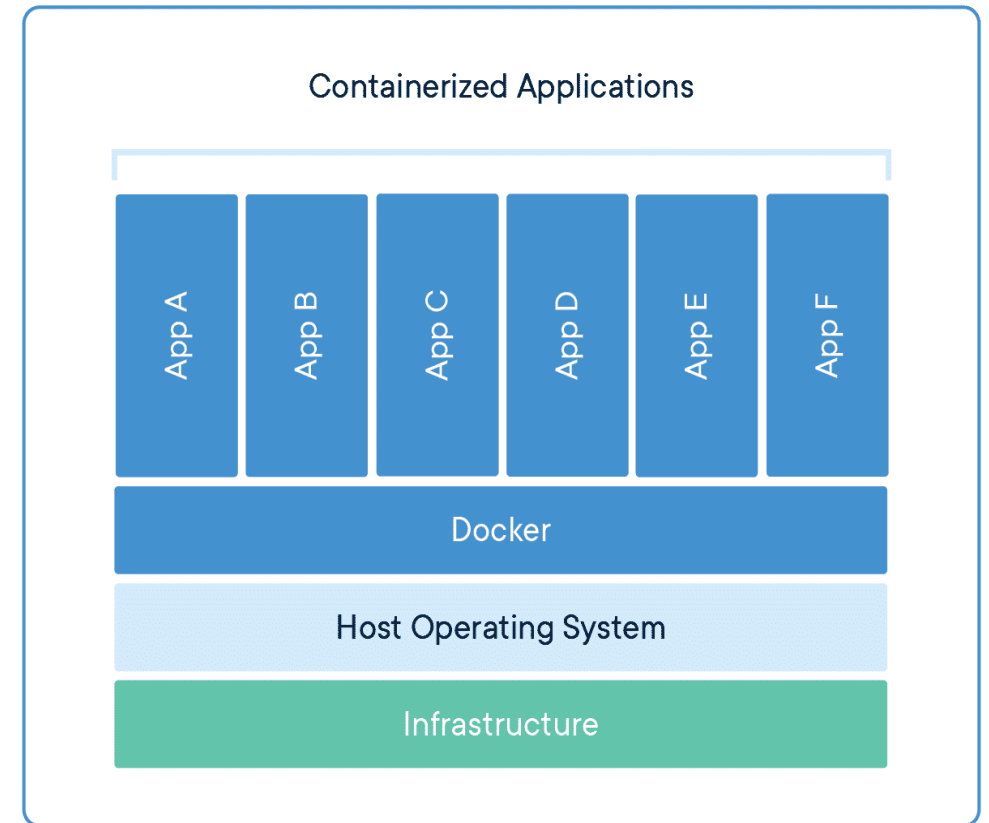 Containerized Applications
App A
App B
App C
App D
App E
App F
Docker
Host Operating System
Infrastructure